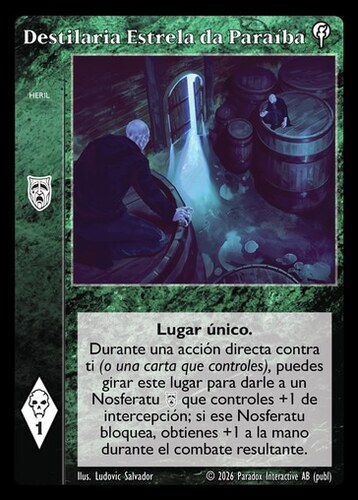 Destilaria Estrela da Paraíba
HERIL
Lugar único.
Durante una acción directa contra
ti (o una carta que controles), puedes
girar este lugar para darle a un
Nosferatu que controles +1 de
intercepción; si ese Nosferatu
bloquea, obtienes +1 a la mano
durante el combate resultante.
1
Ilus. Ludovic Salvador
© 2026 Paradox Interactive AB (publ)